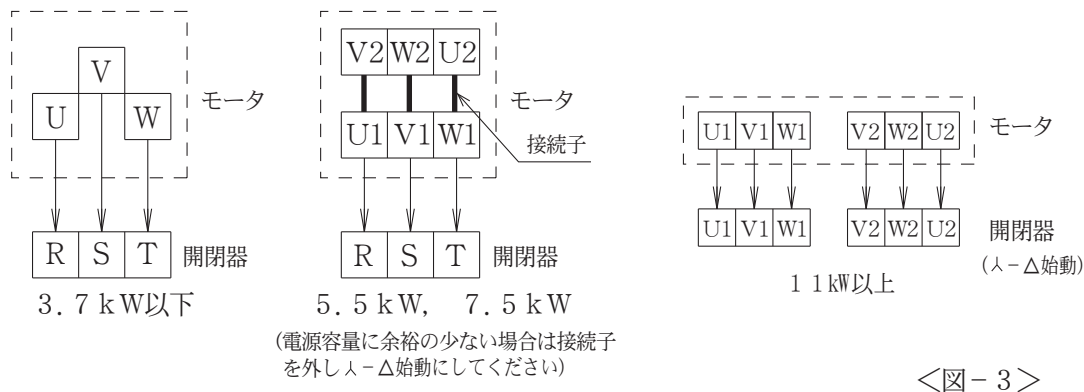 V
U W
モータ
R S T
開閉器
3.7kW以下
V2 W2 U2
モータ
U1 V1 W1
接続子
R S T
開閉器
5.5kW, 7.5kW
(電源容量に余裕の少ない場合は接続子
を外し⅄-△始動にしてください)
U1 V1 W1 V2 W2 U2
モータ
U1 V1 W1 V2 W2 U2
開閉器
(⅄-△始動)
11kW以上
<図-3>